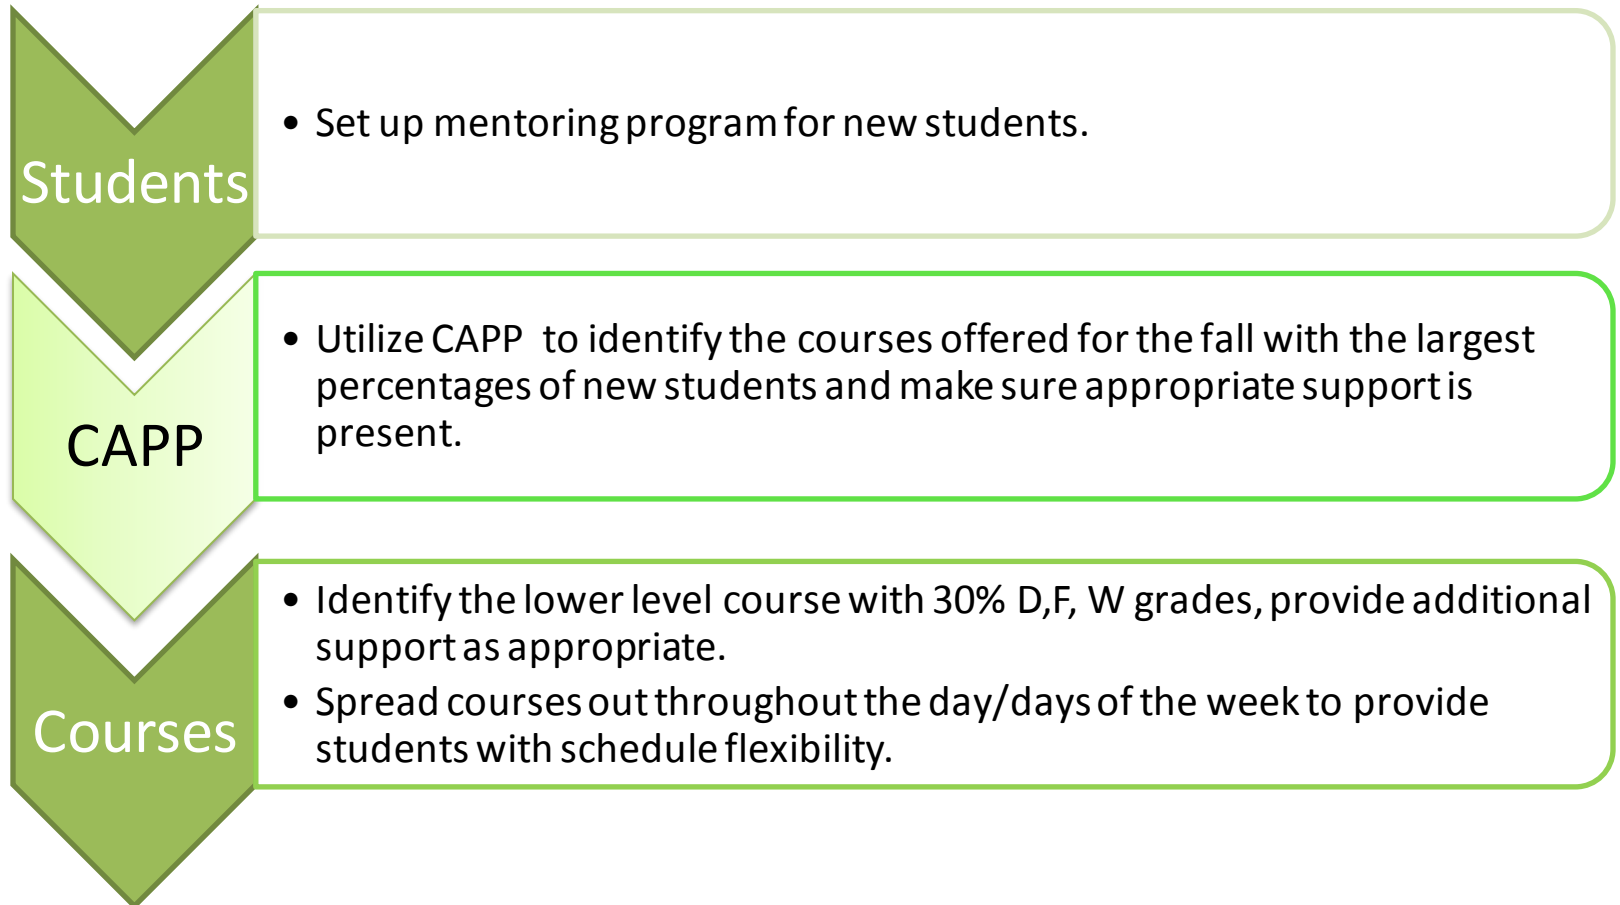 Students
• Set up mentoring program for new students.
CAPP
• Utilize CAPP  to identify the courses offered for the fall with the largest
percentages of new students and make sure appropriate support is
present.
Courses
• Identify the lower level course with 30% D,F, W grades, provide additional
support as appropriate.
• Spread courses out throughout the day/days of the week to provide
students with schedule flexibility.